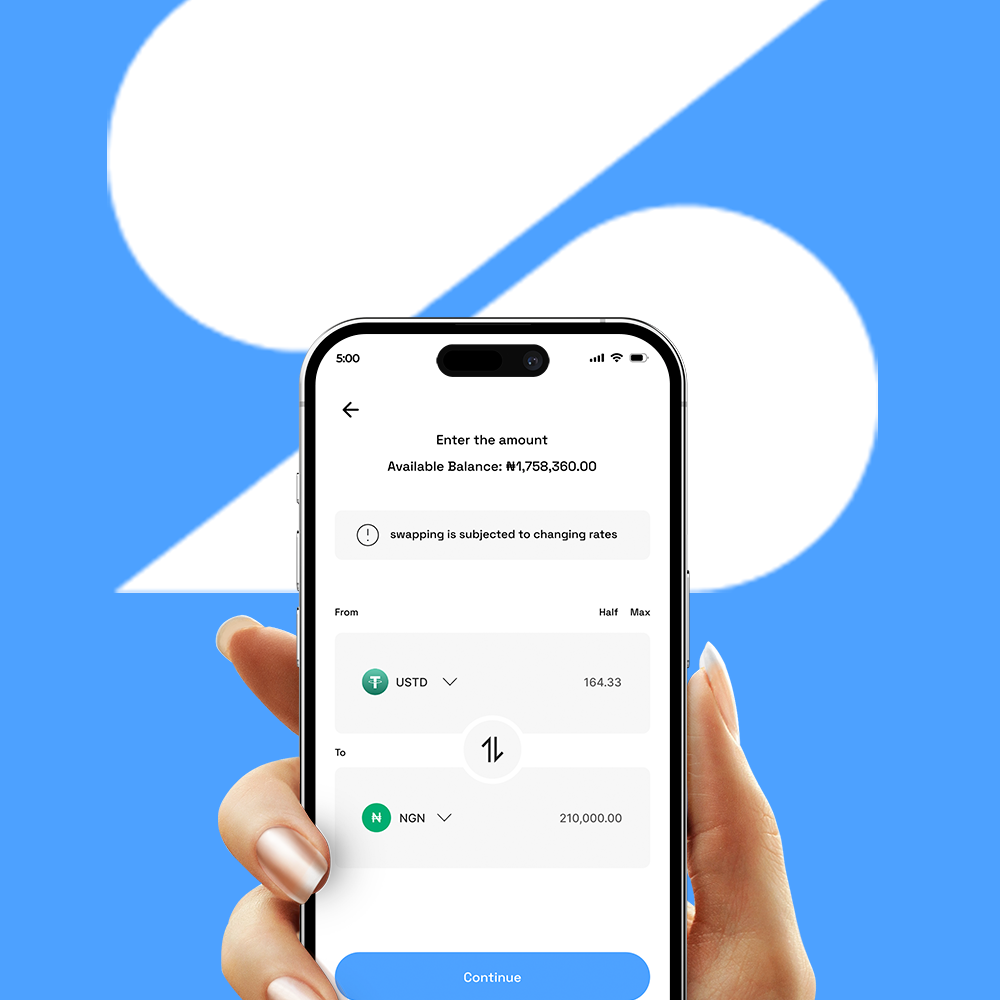 5:00
Enter the amount
Available Balance: ₦1,758,360.00
swapping is subjected to changing rates
From Half Max
USTD 164.33
To
NGN 210,000.00
Continue